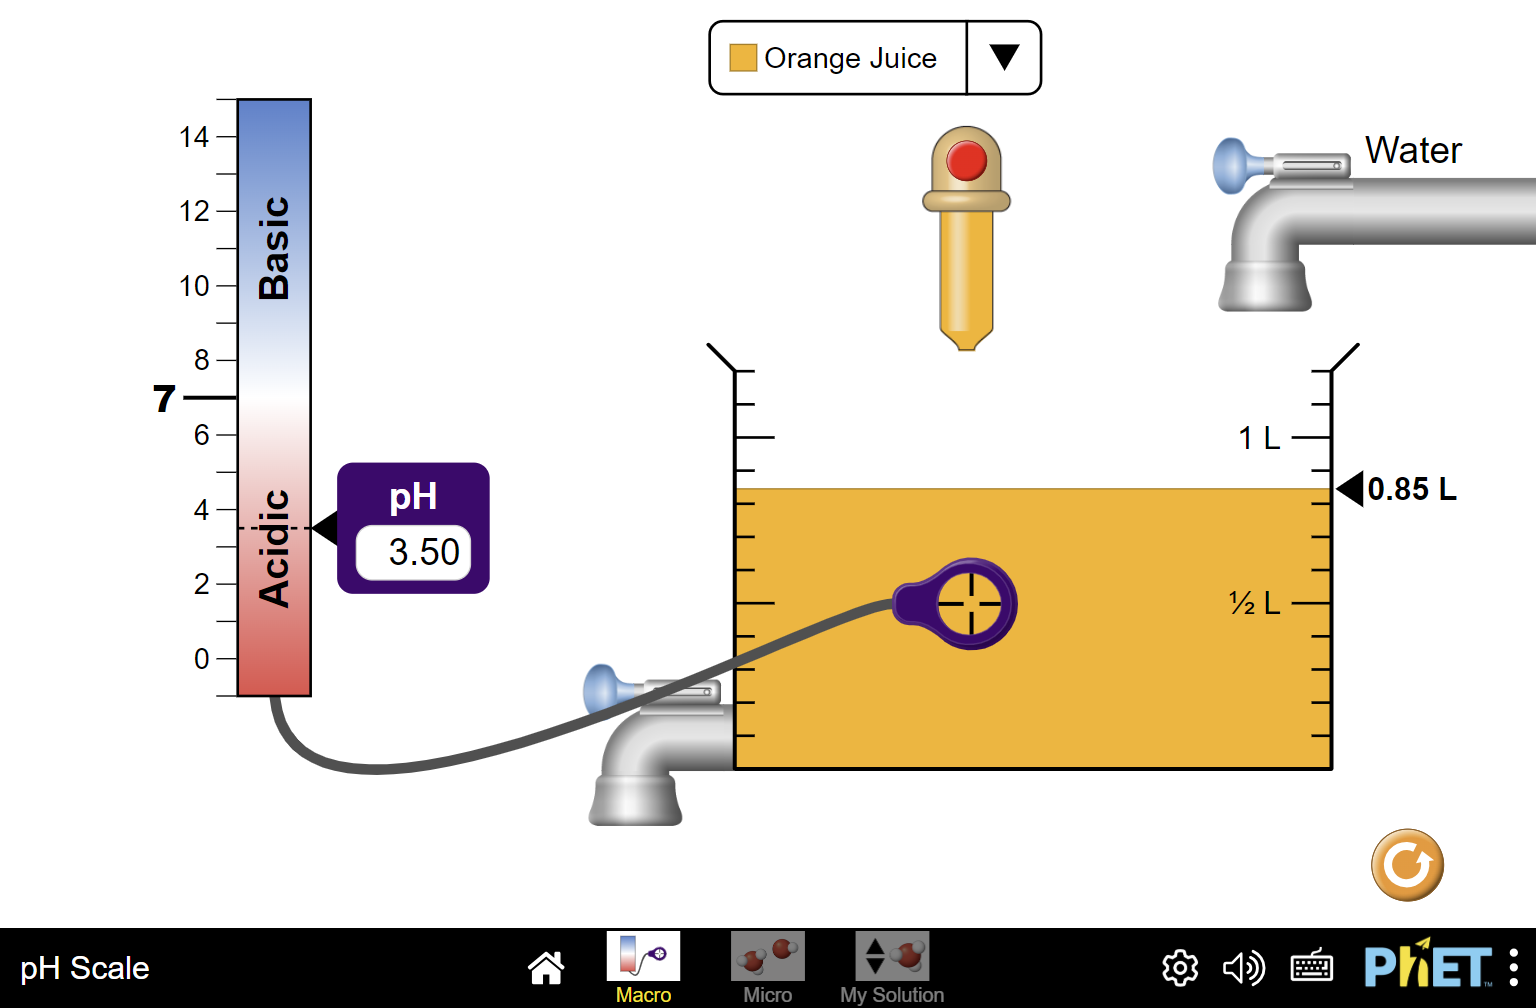 Orange Juice
Water
14
12
10
8
7
6
4
2
0
Basic
Acidic
pH
3.50
1 L
0.85 L
½ L
pH Scale
Macro
Micro
My Solution
PhET